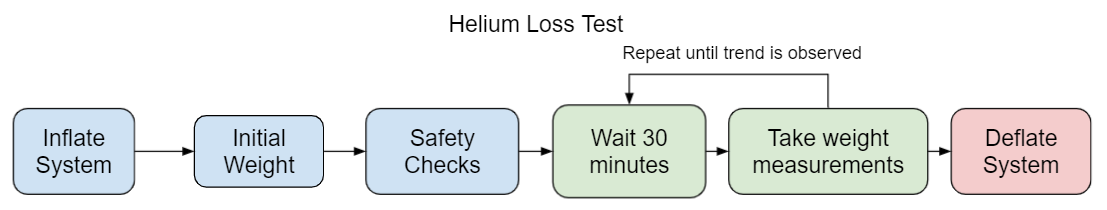 Helium Loss Test
Repeat until trend is observed
Inflate
System
Initial
Weight
Safety
Checks
Wait 30
minutes
Take weight
measurements
Deflate
System